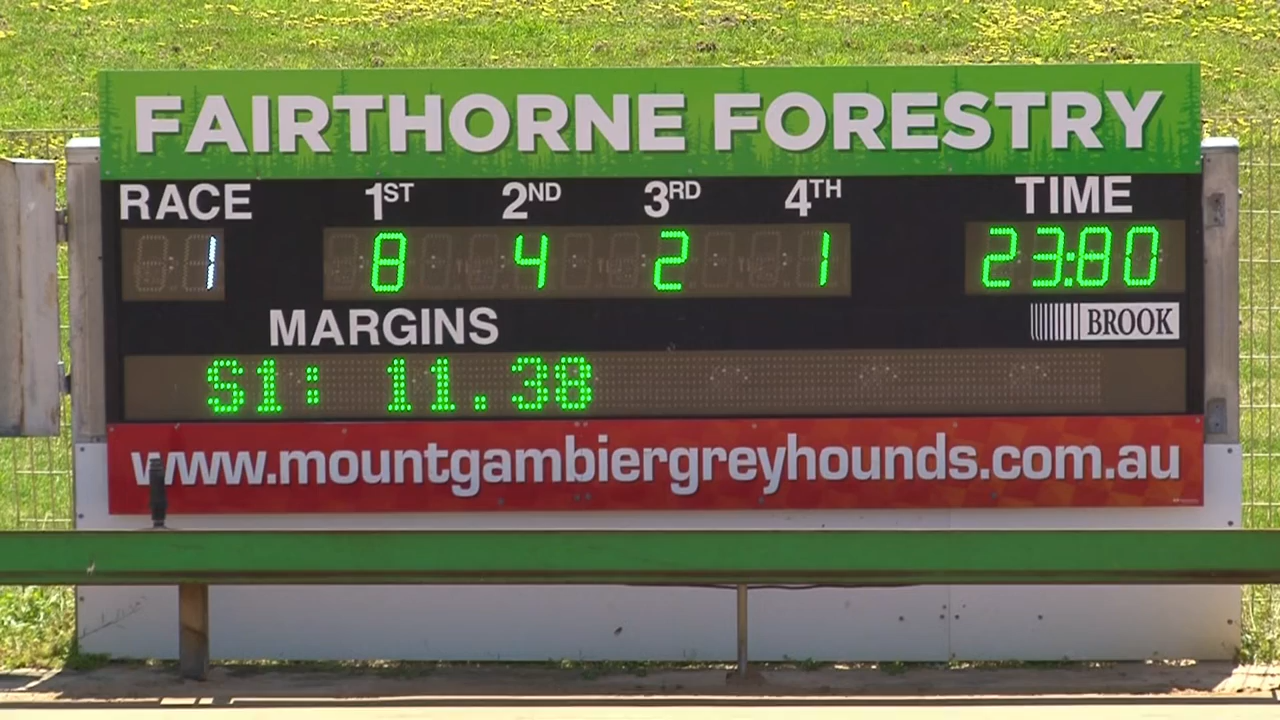 FAIRTHORNE FORESTRY
RACE 1ST 2ND 3RD 4TH TIME
1 8 4 2 1 23:80
MARGINS BROOK
S1: 11.38
www.mountgambiergreyhounds.com.au